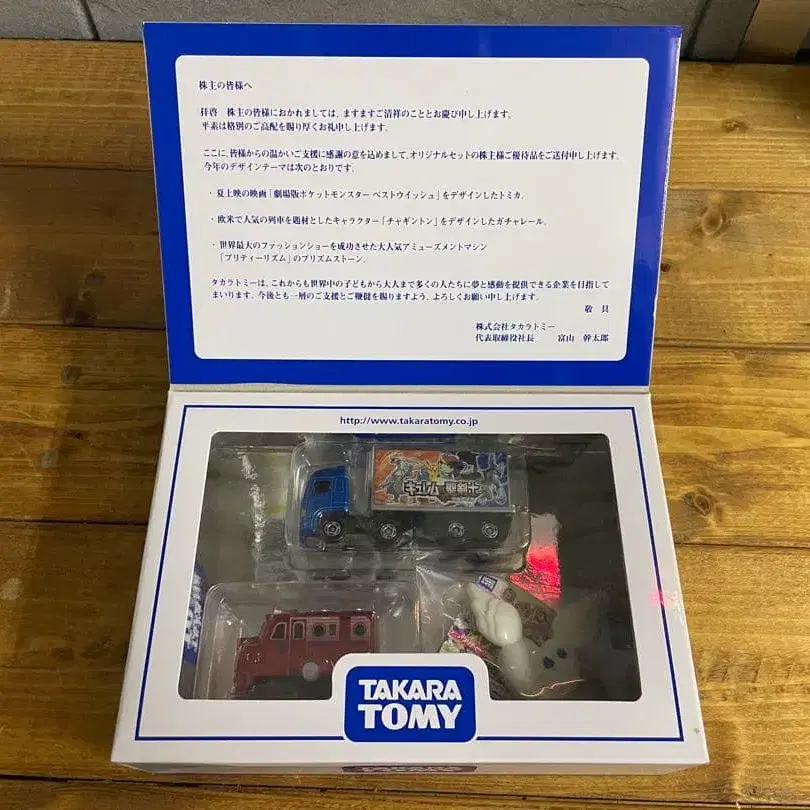 株主の皆様へ
拝啓　株主の皆様におかれましては、ますますご清祥のこととお慶び申し上げます。
平素は格別のご高配を賜り厚くお礼申し上げます。
ここに、皆様からの温かいご支援に感謝の意を込めまして、オリジナルセットの株主様ご優待品をご送付申し上げます。
今年のデザインテーマは次のとおりです。
・夏上映の映画「劇場版ポケットモンスター ベストウイッシュ」をデザインしたトミカ。
・欧米で人気の列車を題材としたキャラクター「チャギントン」をデザインしたガチャレール。
・世界最大のファッションショーを成功させた大人気アミューズメントマシン
「プリティーリズム」のプリズムストーン。
タカラトミーは、これからも世界中の子どもから大人まで多くの人たちに夢と感動を提供できる企業を目指して
まいります。今後とも一層のご支援とご鞭撻を賜りますよう、よろしくお願い申し上げます。
敬 具
株式会社タカラトミー
代表取締役社長　富山 幹太郎
http://www.takaratomy.co.jp
キュレム 聖剣士
TAKARA
TOMY
TAKARA TOMY